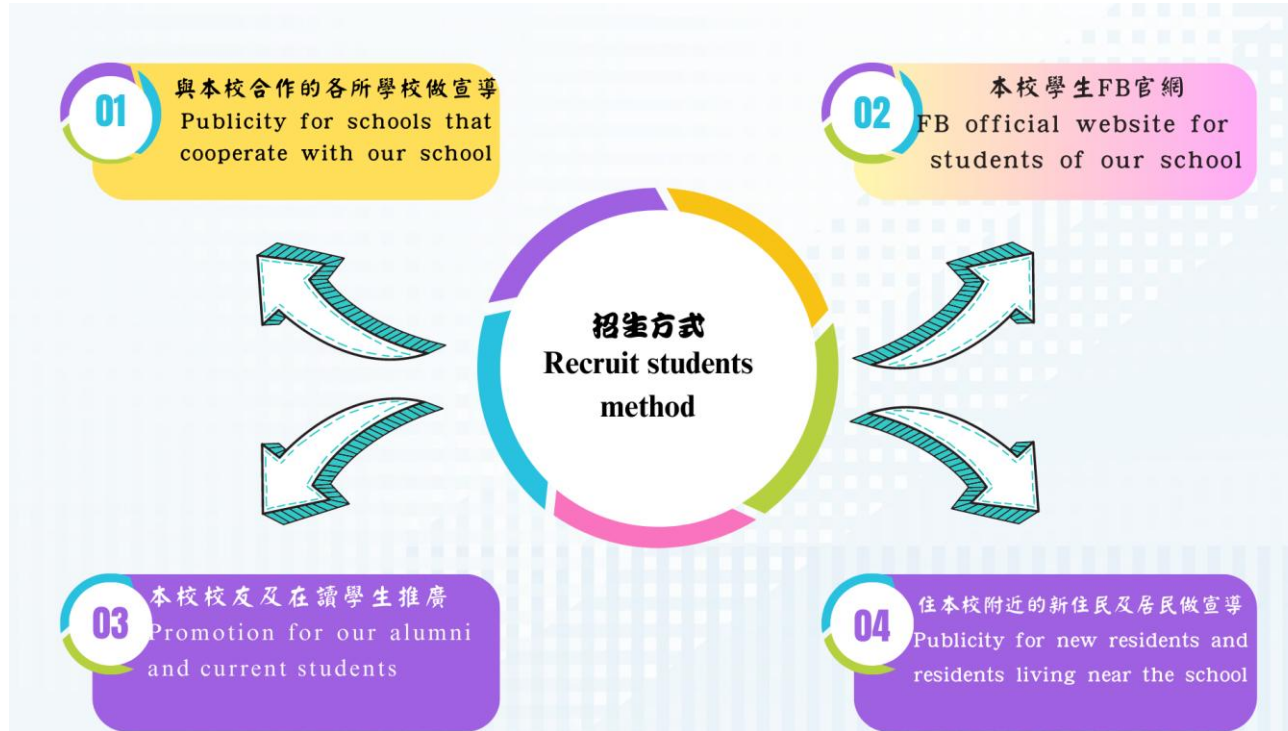 01
與本校合作的各所學校做宣導
Publicity for schools that
cooperate with our school
02
本校學生FB官網
FB official website for
students of our school
招生方式
Recruit students
method
03
本校校友及在讀學生推廣
Promotion for our alumni
and current students
04
住本校附近的新住民及居民做宣導
Publicity for new residents and
residents living near the school